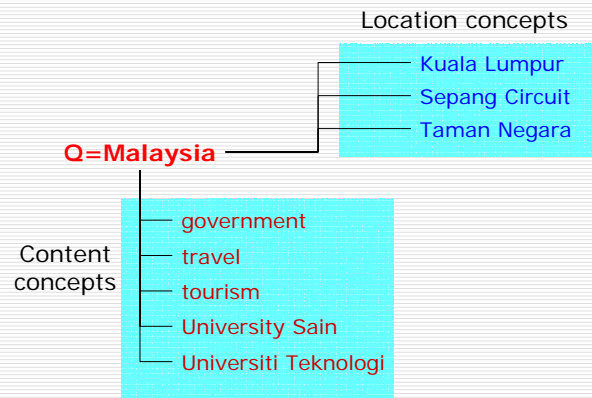 Location concepts
Kuala Lumpur
Sepang Circuit
Taman Negara
Q=Malaysia
government
travel
tourism
University Sain
Universiti Teknologi
Content
concepts